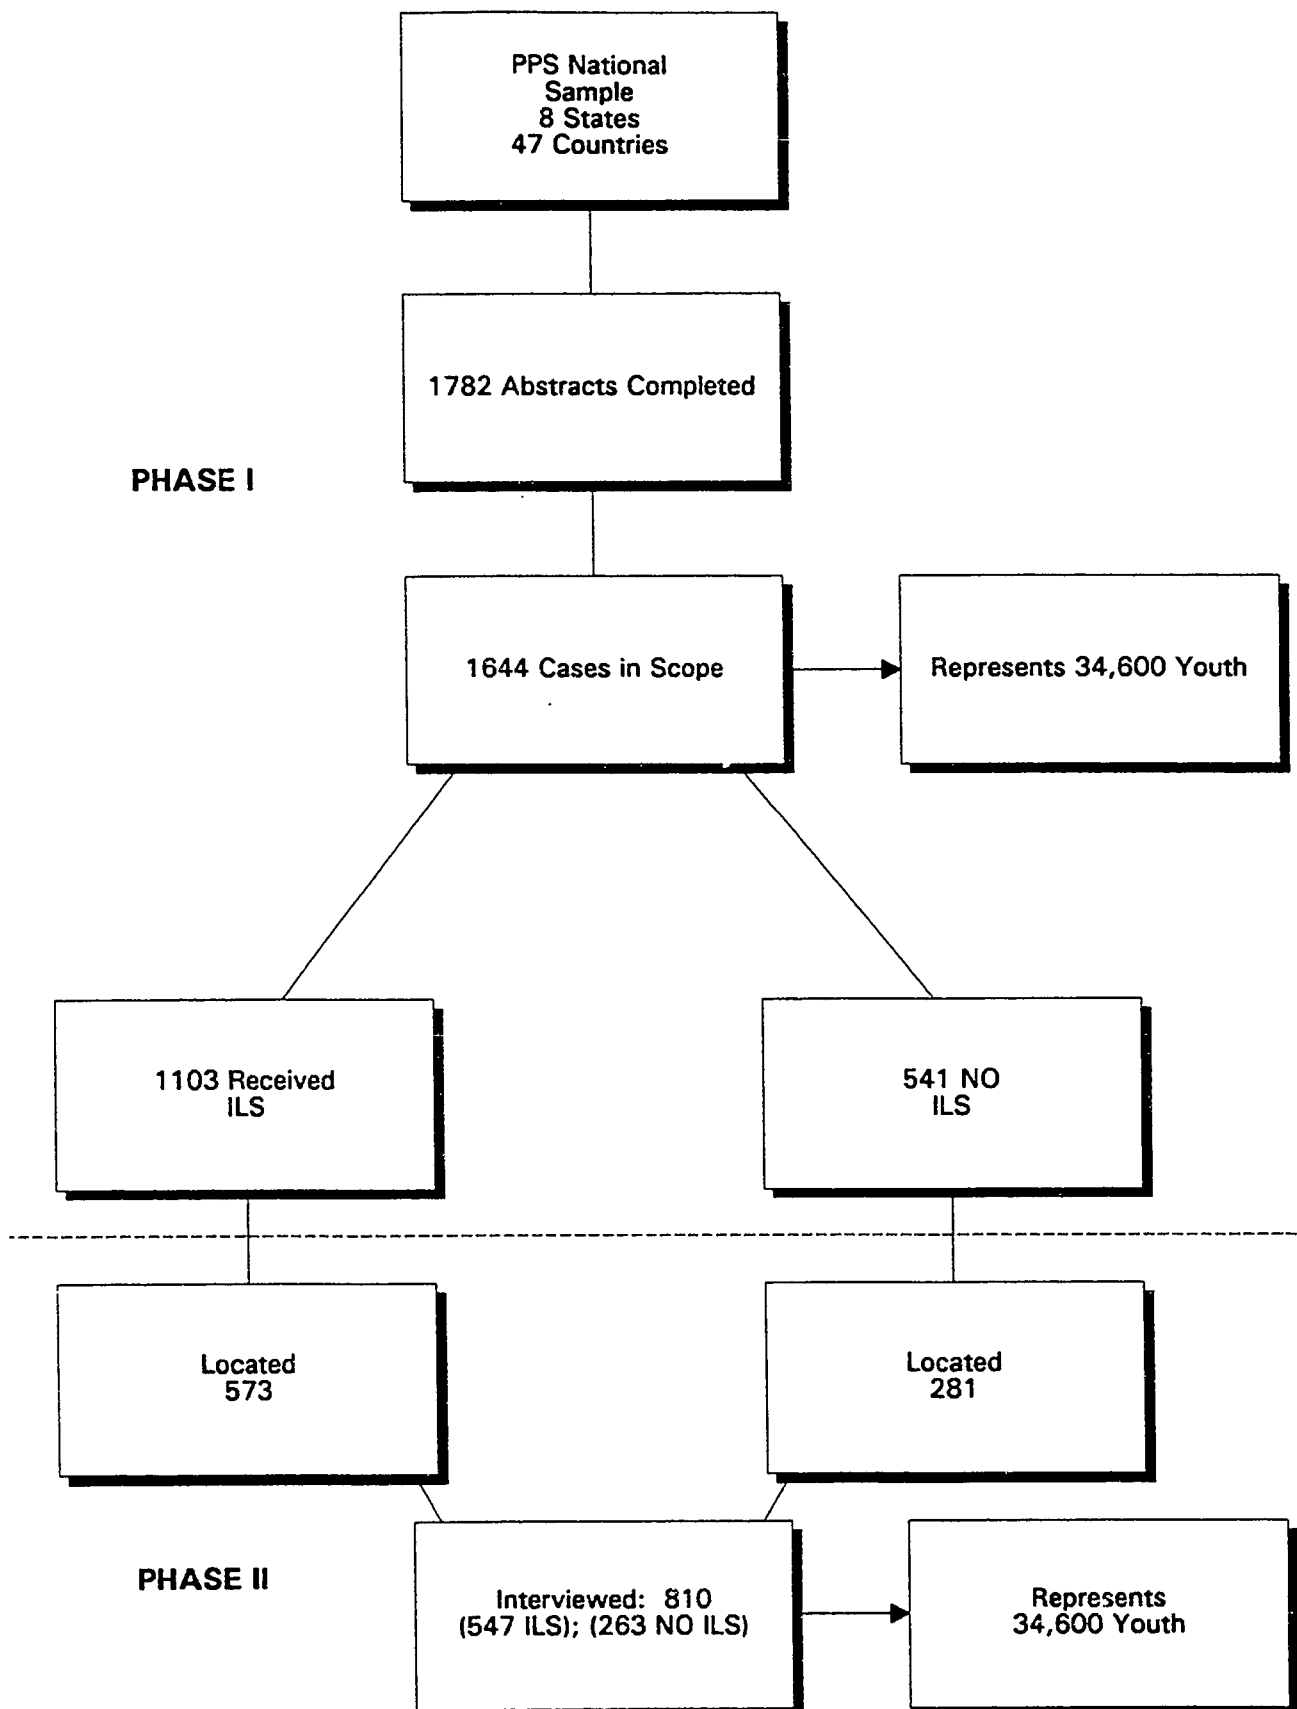 PPS National
Sample
8 States
47 Countries
1782 Abstracts Completed
PHASE I
1644 Cases in Scope
Represents 34,600 Youth
1103 Received
ILS
541 NO
ILS
Located
573
Located
281
PHASE II
Interviewed: 810
(547 ILS); (263 NO ILS)
Represents
34,600 Youth